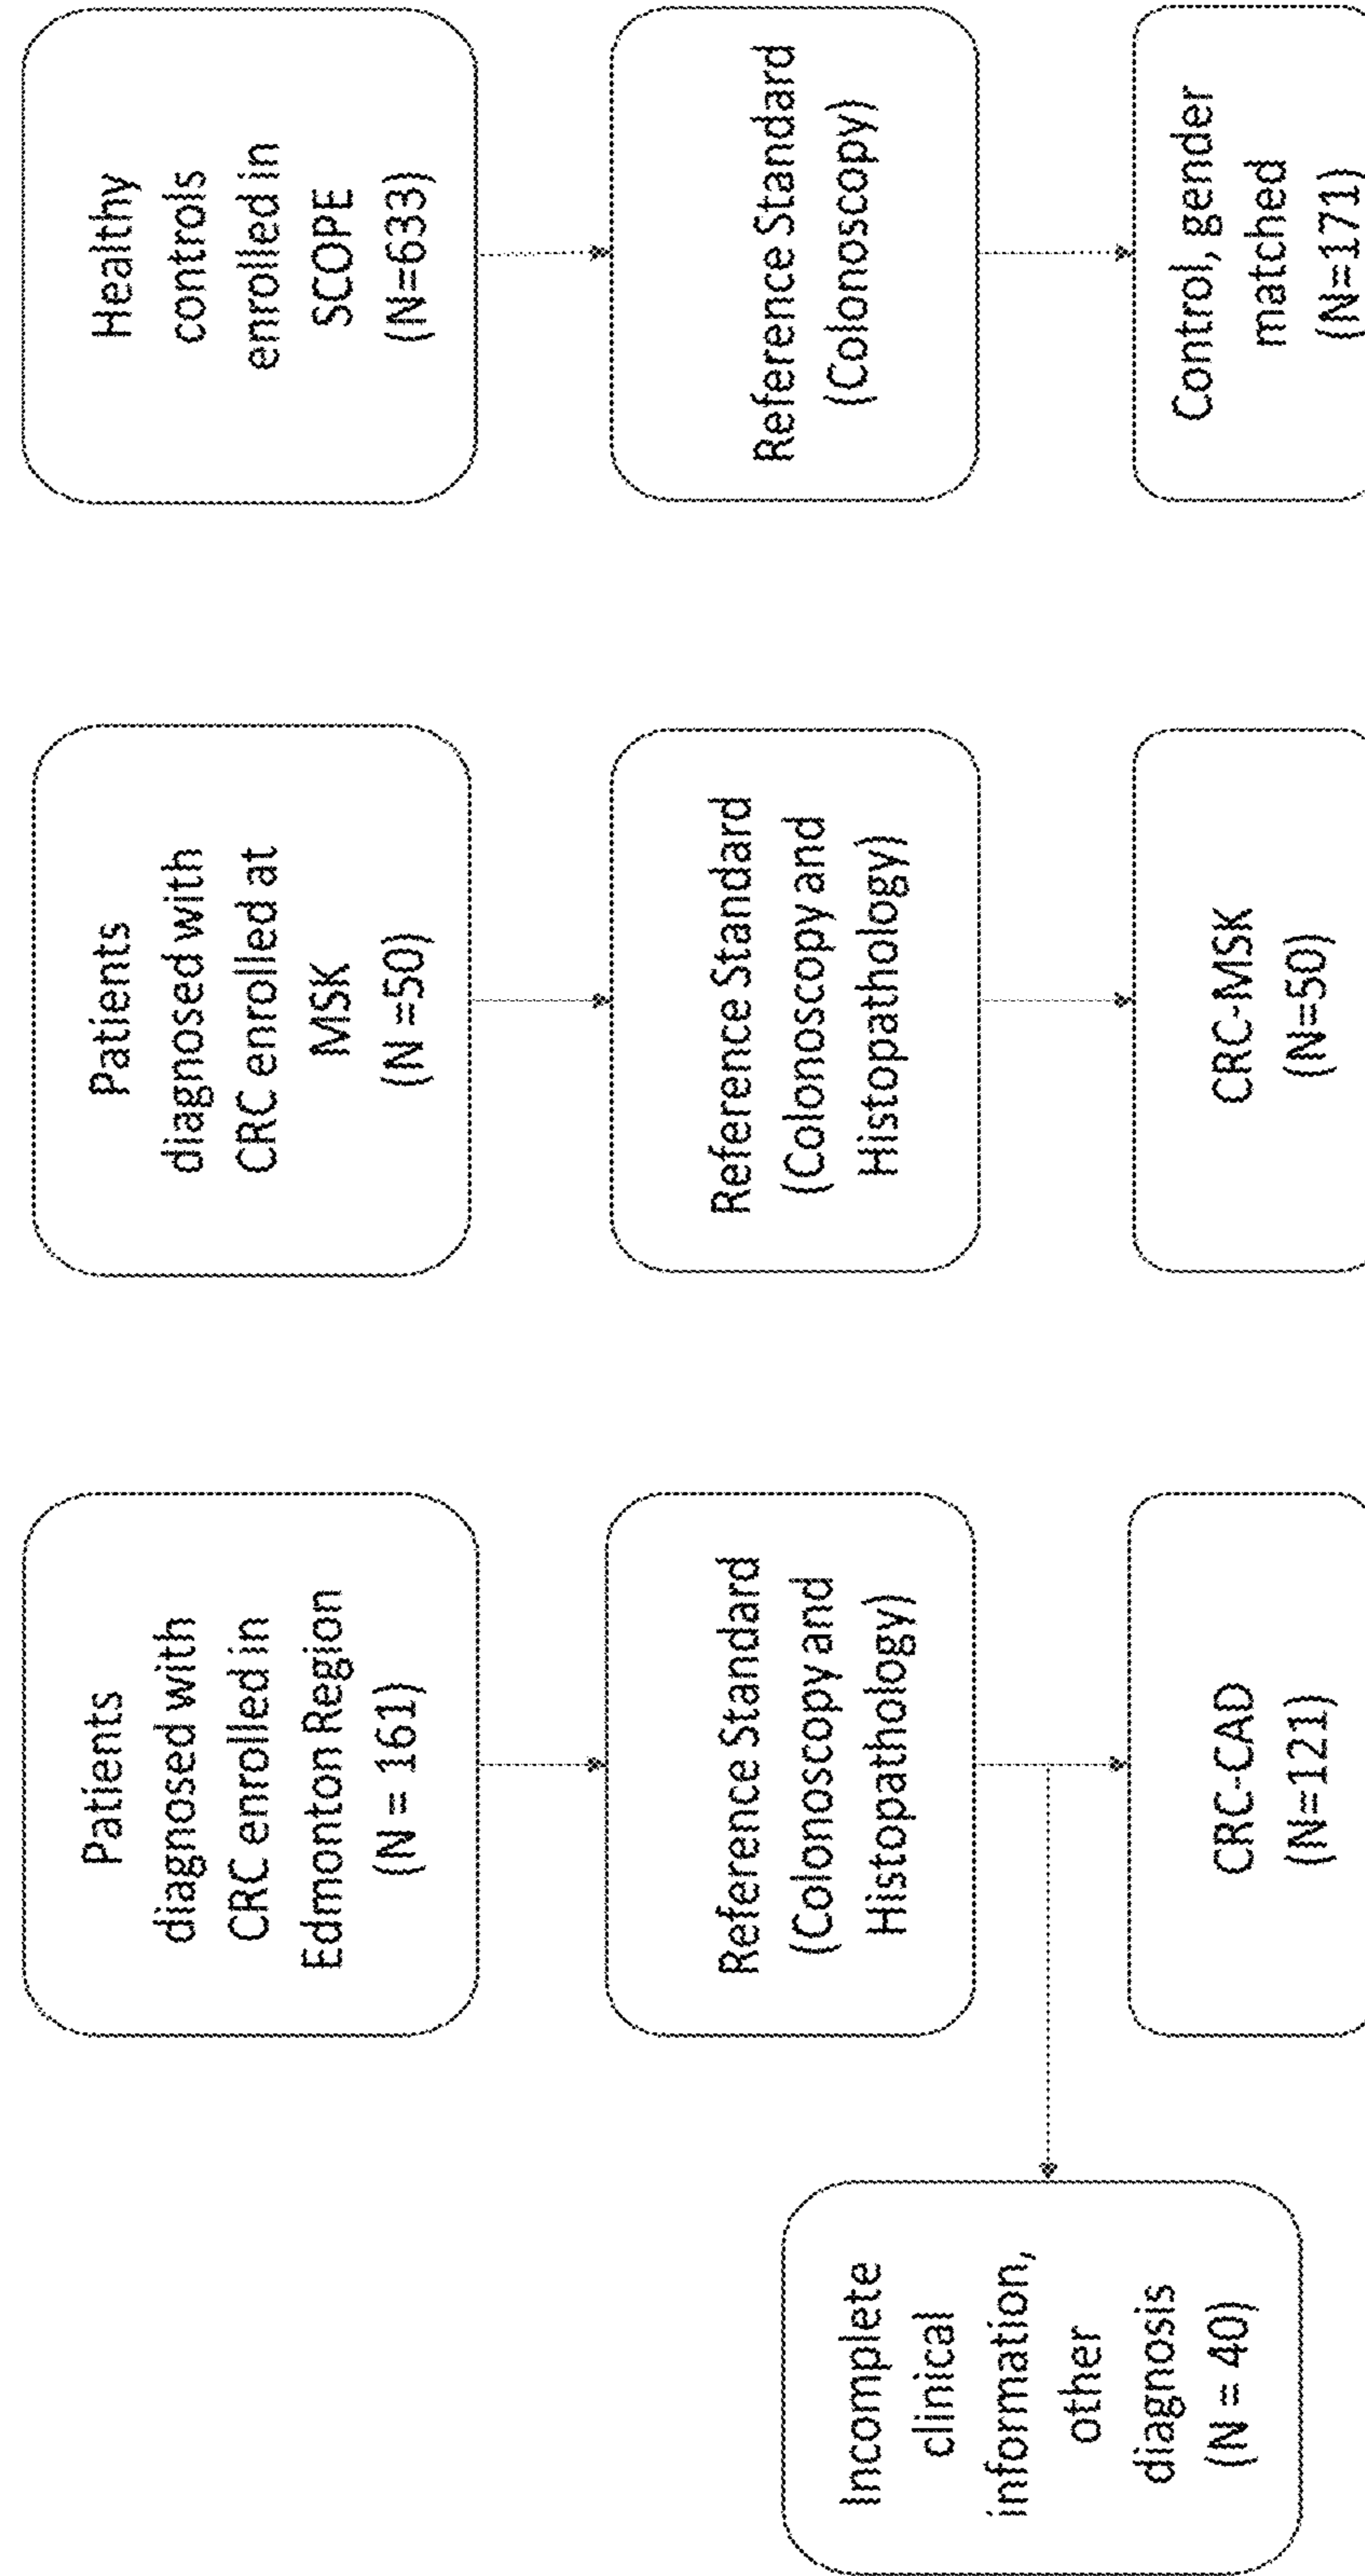 Patients
diagnosed with
CRC enrolled in
Edmonton Region
(N = 161)
Patients
diagnosed with
CRC enrolled at
MSK
(N =50)
Healthy
controls
enrolled in
SCOPE
(N=633)
Reference Standard
(Colonoscopy and
Histopathology)
Reference Standard
(Colonoscopy and
Histopathology)
Reference Standard
(Colonoscopy)
Incomplete
clinical
information,
other
diagnosis
(N = 40)
CRC-CAD
(N=121)
CRC-MSK
(N=50)
Control, gender
matched
(N=171)